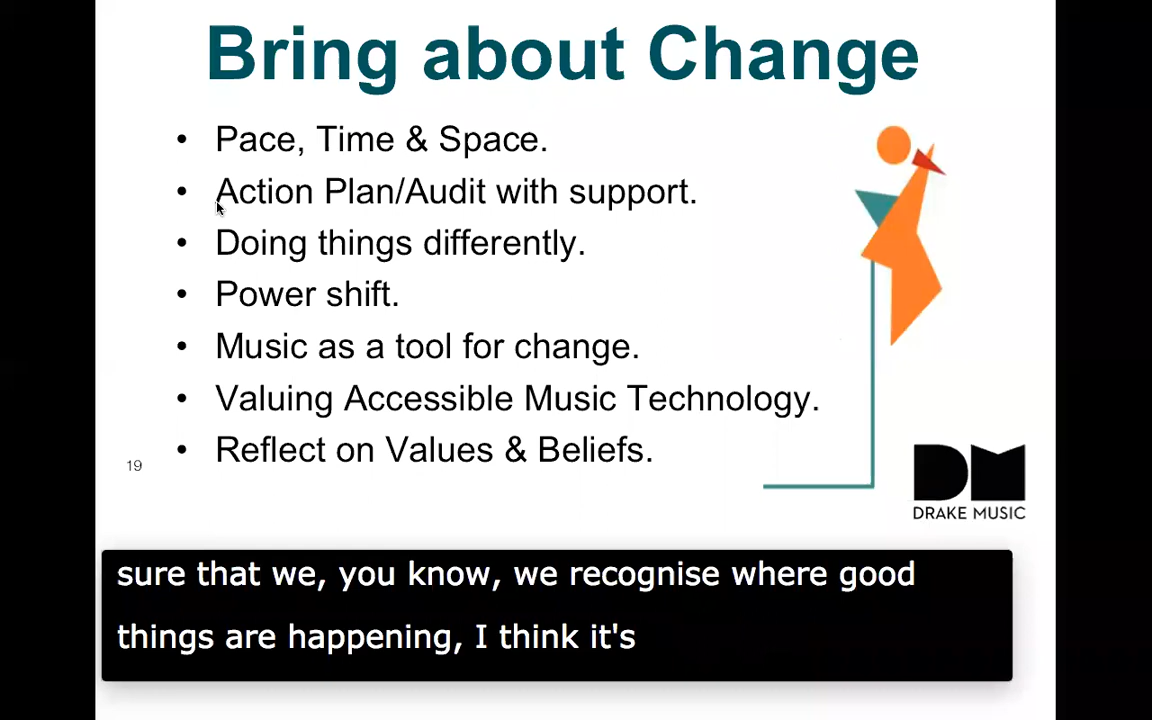 Bring about Change
• Pace, Time & Space.
• Action Plan/Audit with support.
• Doing things differently.
• Power shift.
• Music as a tool for change.
• Valuing Accessible Music Technology.
• Reflect on Values & Beliefs.
19
DM
DRAKE MUSIC
sure that we, you know, we recognise where good
things are happening, I think it's